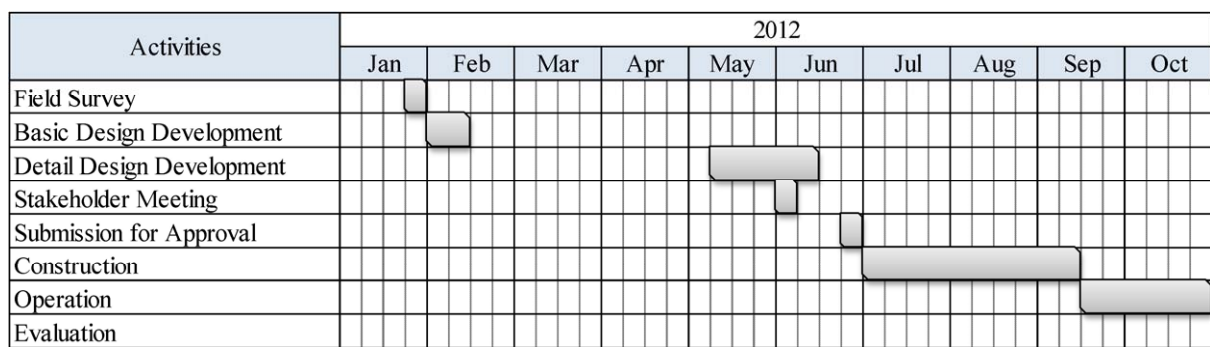 Activities
2012
Jan Feb Mar Apr May Jun Jul Aug Sep Oct
Field Survey
Basic Design Development
Detail Design Development
Stakeholder Meeting
Submission for Approval
Construction
Operation
Evaluation